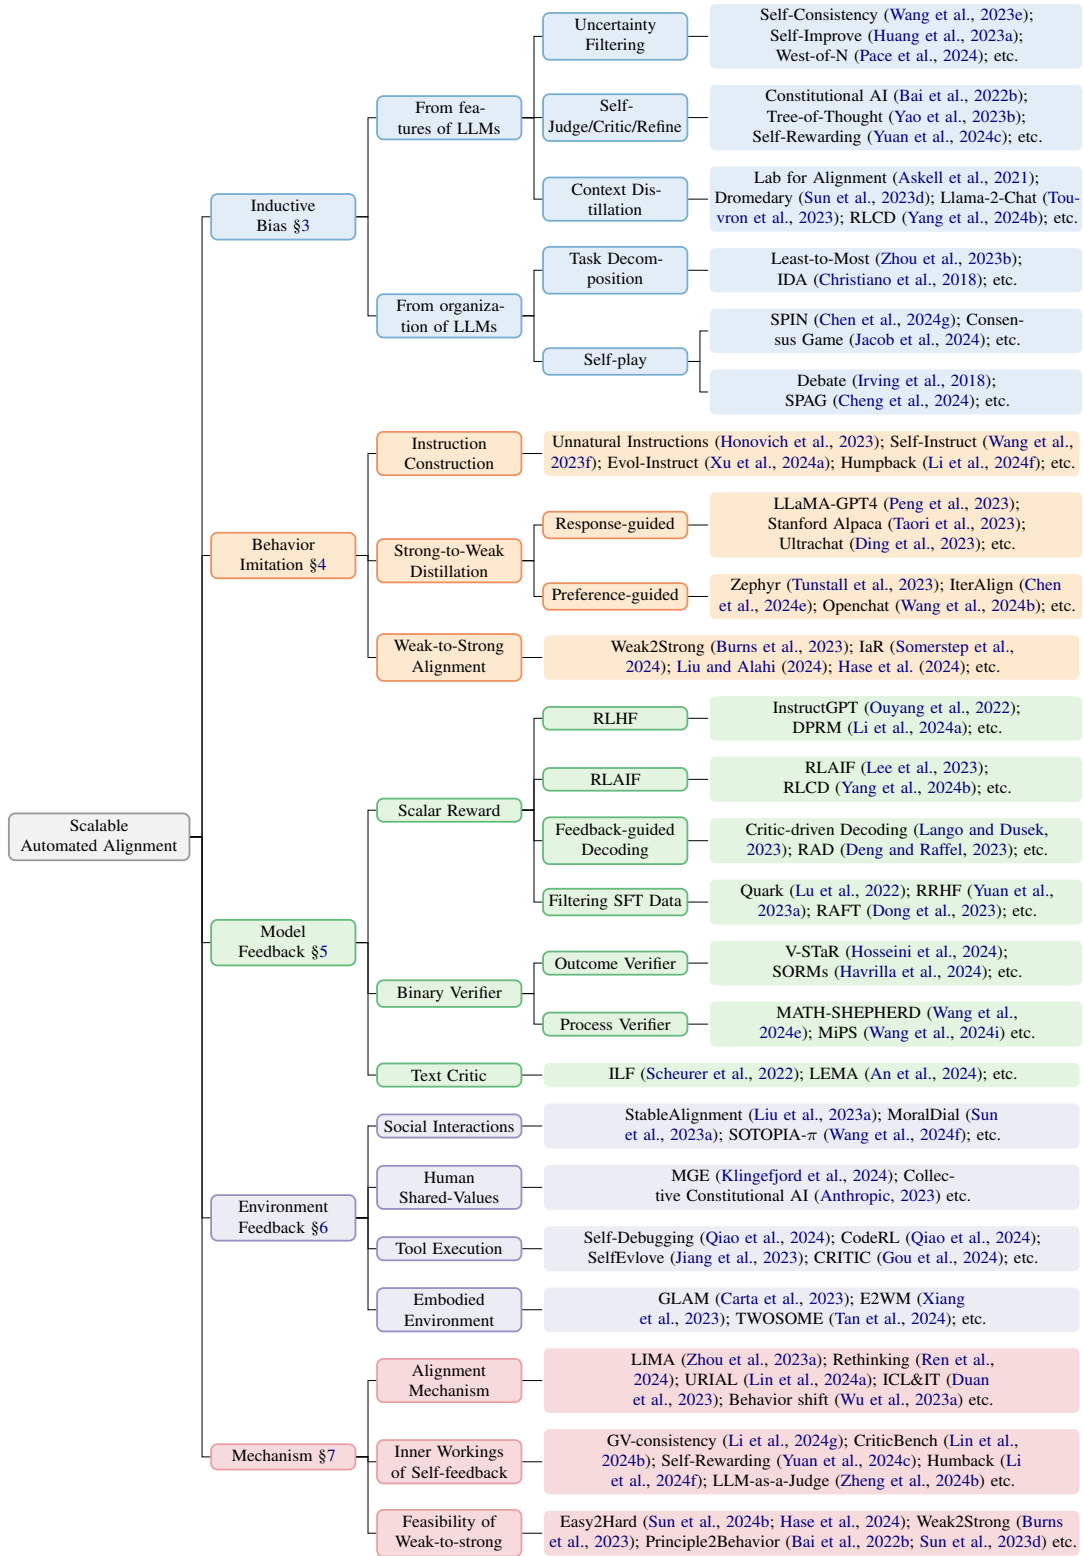 Scalable
Automated Alignment
Inductive
Bias §3
From fea-
tures of LLMs
Uncertainty
Filtering
Self-Consistency (Wang et al., 2023e);
Self-Improve (Huang et al., 2023a);
West-of-N (Pace et al., 2024); etc.
Self-
Judge/Critic/Refine
Constitutional AI (Bai et al., 2022b);
Tree-of-Thought (Yao et al., 2023b);
Self-Rewarding (Yuan et al., 2024c); etc.
Context Dis-
tillation
Lab for Alignment (Askell et al., 2021);
Dromedary (Sun et al., 2023d); Llama-2-Chat (Tou-
vron et al., 2023); RLCD (Yang et al., 2024b); etc.
From organiza-
tion of LLMs
Task Decom-
position
Least-to-Most (Zhou et al., 2023b);
IDA (Christiano et al., 2018); etc.
Self-play
SPIN (Chen et al., 2024g); Consen-
sus Game (Jacob et al., 2024); etc.
Debate (Irving et al., 2018);
SPAG (Cheng et al., 2024); etc.
Behavior
Imitation §4
Instruction
Construction
Unnatural Instructions (Honovich et al., 2023); Self-Instruct (Wang et al.,
2023f); Evol-Instruct (Xu et al., 2024a); Humpback (Li et al., 2024f); etc.
Strong-to-Weak
Distillation
Response-guided
LLaMA-GPT4 (Peng et al., 2023);
Stanford Alpaca (Taori et al., 2023);
Ultrachat (Ding et al., 2023); etc.
Preference-guided
Zephyr (Tunstall et al., 2023); IterAlign (Chen
et al., 2024e); Openchat (Wang et al., 2024b); etc.
Weak-to-Strong
Alignment
Weak2Strong (Burns et al., 2023); IaR (Somerstep et al.,
2024); Liu and Alahi (2024); Hase et al. (2024); etc.
Model
Feedback §5
Scalar Reward
RLHF
InstructGPT (Ouyang et al., 2022);
DPRM (Li et al., 2024a); etc.
RLAIF
RLAIF (Lee et al., 2023);
RLCD (Yang et al., 2024b); etc.
Feedback-guided
Decoding
Critic-driven Decoding (Lango and Dusek,
2023); RAD (Deng and Raffel, 2023); etc.
Filtering SFT Data
Quark (Lu et al., 2022); RRHF (Yuan et al.,
2023a); RAFT (Dong et al., 2023); etc.
Binary Verifier
Outcome Verifier
V-STaR (Hosseini et al., 2024);
SORMs (Havrilla et al., 2024); etc.
Process Verifier
MATH-SHEPHERD (Wang et al.,
2024e); MiPS (Wang et al., 2024i) etc.
Text Critic
ILF (Scheurer et al., 2022); LEMA (An et al., 2024); etc.
Environment
Feedback §6
Social Interactions
StableAlignment (Liu et al., 2023a); MoralDial (Sun
et al., 2023a); SOTOPIA-π (Wang et al., 2024f); etc.
Human
Shared-Values
MGE (Klingefjord et al., 2024); Collec-
tive Constitutional AI (Anthropic, 2023) etc.
Tool Execution
Self-Debugging (Qiao et al., 2024); CodeRL (Qiao et al., 2024);
SelfEvlove (Jiang et al., 2023); CRITIC (Gou et al., 2024); etc.
Embodied
Environment
GLAM (Carta et al., 2023); E2WM (Xiang
et al., 2023); TWOSOME (Tan et al., 2024); etc.
Mechanism §7
Alignment
Mechanism
LIMA (Zhou et al., 2023a); Rethinking (Ren et al.,
2024); URIAL (Lin et al., 2024a); ICL&IT (Duan
et al., 2023); Behavior shift (Wu et al., 2023a) etc.
Inner Workings
of Self-feedback
GV-consistency (Li et al., 2024g); CriticBench (Lin et al.,
2024b); Self-Rewarding (Yuan et al., 2024c); Humback (Li
et al., 2024f); LLM-as-a-Judge (Zheng et al., 2024b) etc.
Feasibility of
Weak-to-strong
Easy2Hard (Sun et al., 2024b; Hase et al., 2024); Weak2Strong (Burns
et al., 2023); Principle2Behavior (Bai et al., 2022b; Sun et al., 2023d) etc.